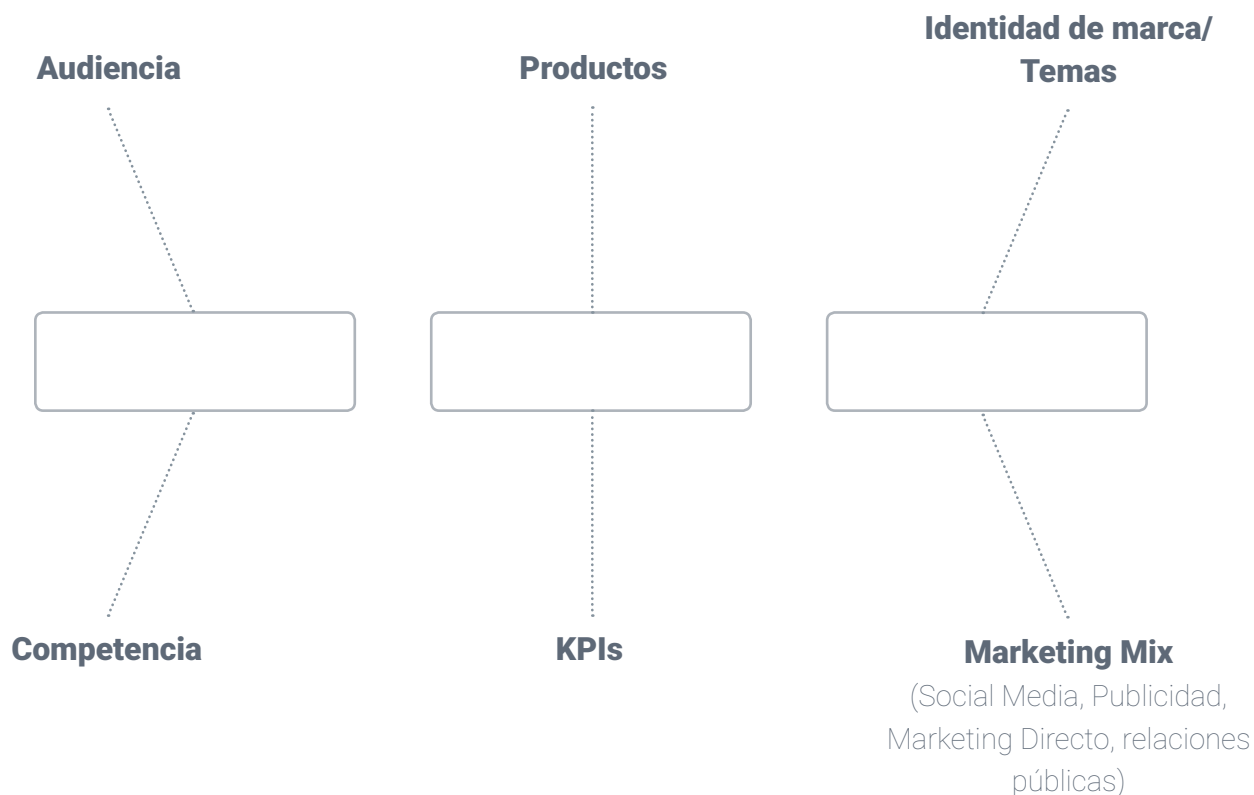 Audiencia
Productos
Identidad de marca/
Temas
Competencia
KPIs
Marketing Mix
(Social Media, Publicidad,
Marketing Directo, relaciones
públicas)